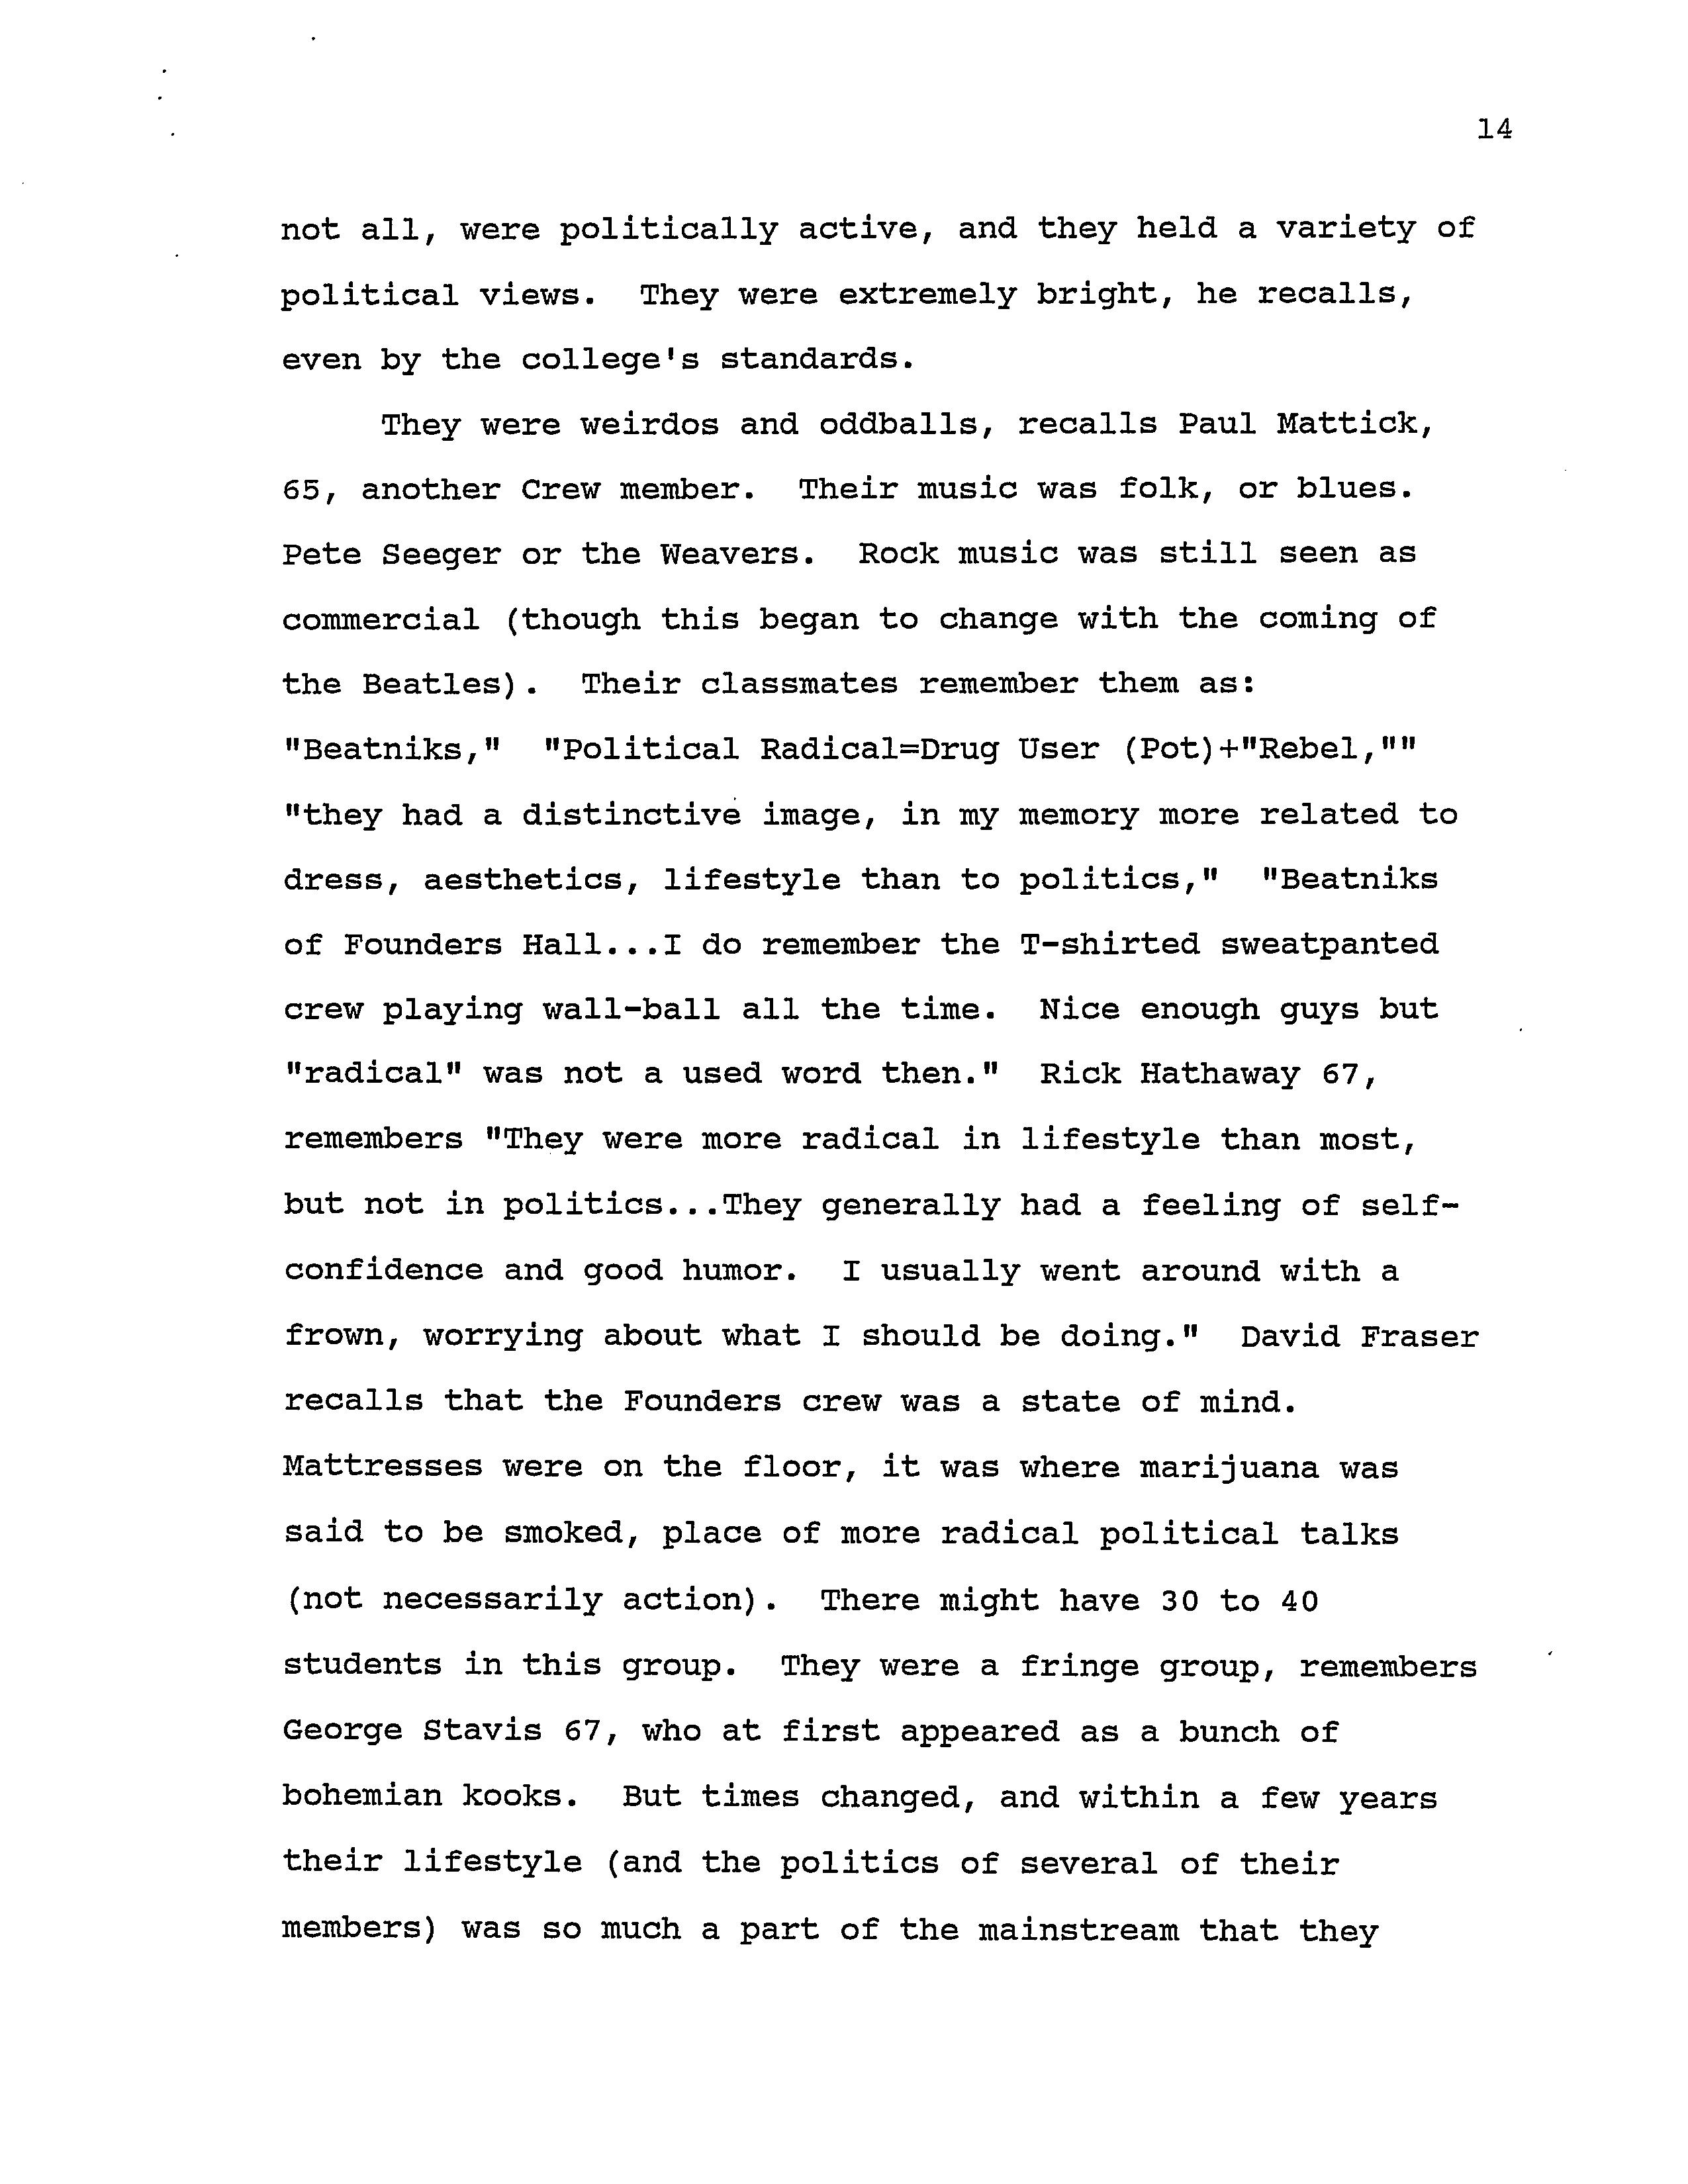 14
not all, were politically active, and they held a variety of
political views.  They were extremely bright, he recalls,
even by the college's standards.
They were weirdos and oddballs, recalls Paul Mattick,
65, another Crew member.  Their music was folk, or blues.
Pete Seeger or the Weavers.  Rock music was still seen as
commercial (though this began to change with the coming of
the Beatles).  Their classmates remember them as:
"Beatniks,"  "Political Radical=Drug User (Pot)+"Rebel,""
"they had a distinctive image, in my memory more related to
dress, aesthetics, lifestyle than to politics,"  "Beatniks
of Founders Hall...I do remember the T-shirted sweatpanted
crew playing wall-ball all the time.  Nice enough guys but
"radical" was not a used word then."  Rick Hathaway 67,
remembers "They were more radical in lifestyle than most,
but not in politics...They generally had a feeling of self-
confidence and good humor.  I usually went around with a
frown, worrying about what I should be doing."  David Fraser
recalls that the Founders crew was a state of mind.
Mattresses were on the floor, it was where marijuana was
said to be smoked, place of more radical political talks
(not necessarily action).  There might have 30 to 40
students in this group.  They were a fringe group, remembers
George Stavis 67, who at first appeared as a bunch of
bohemian kooks.  But times changed, and within a few years
their lifestyle (and the politics of several of their
members) was so much a part of the mainstream that they